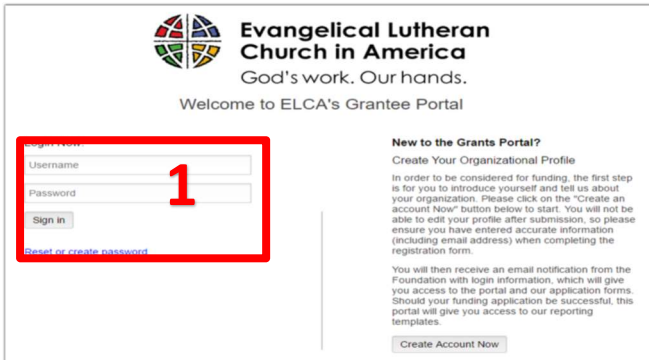 Evangelical Lutheran
Church in America
God's work. Our hands.
Welcome to ELCA's Grantee Portal
Login Now:
Username
Password
Sign in
Reset or create password
1
New to the Grants Portal?
Create Your Organizational Profile
In order to be considered for funding, the first step
is for you to introduce yourself and tell us about
your organization. Please click on the "Create an
account Now" button below to start. You will not be
able to edit your profile after submission, so please
ensure you have entered accurate information
(including email address) when completing the
registration form.
You will then receive an email notification from the
Foundation with login information, which will give
you access to the portal and our application forms.
Should your funding application be successful, this
portal will give you access to our reporting
templates.
Create Account Now